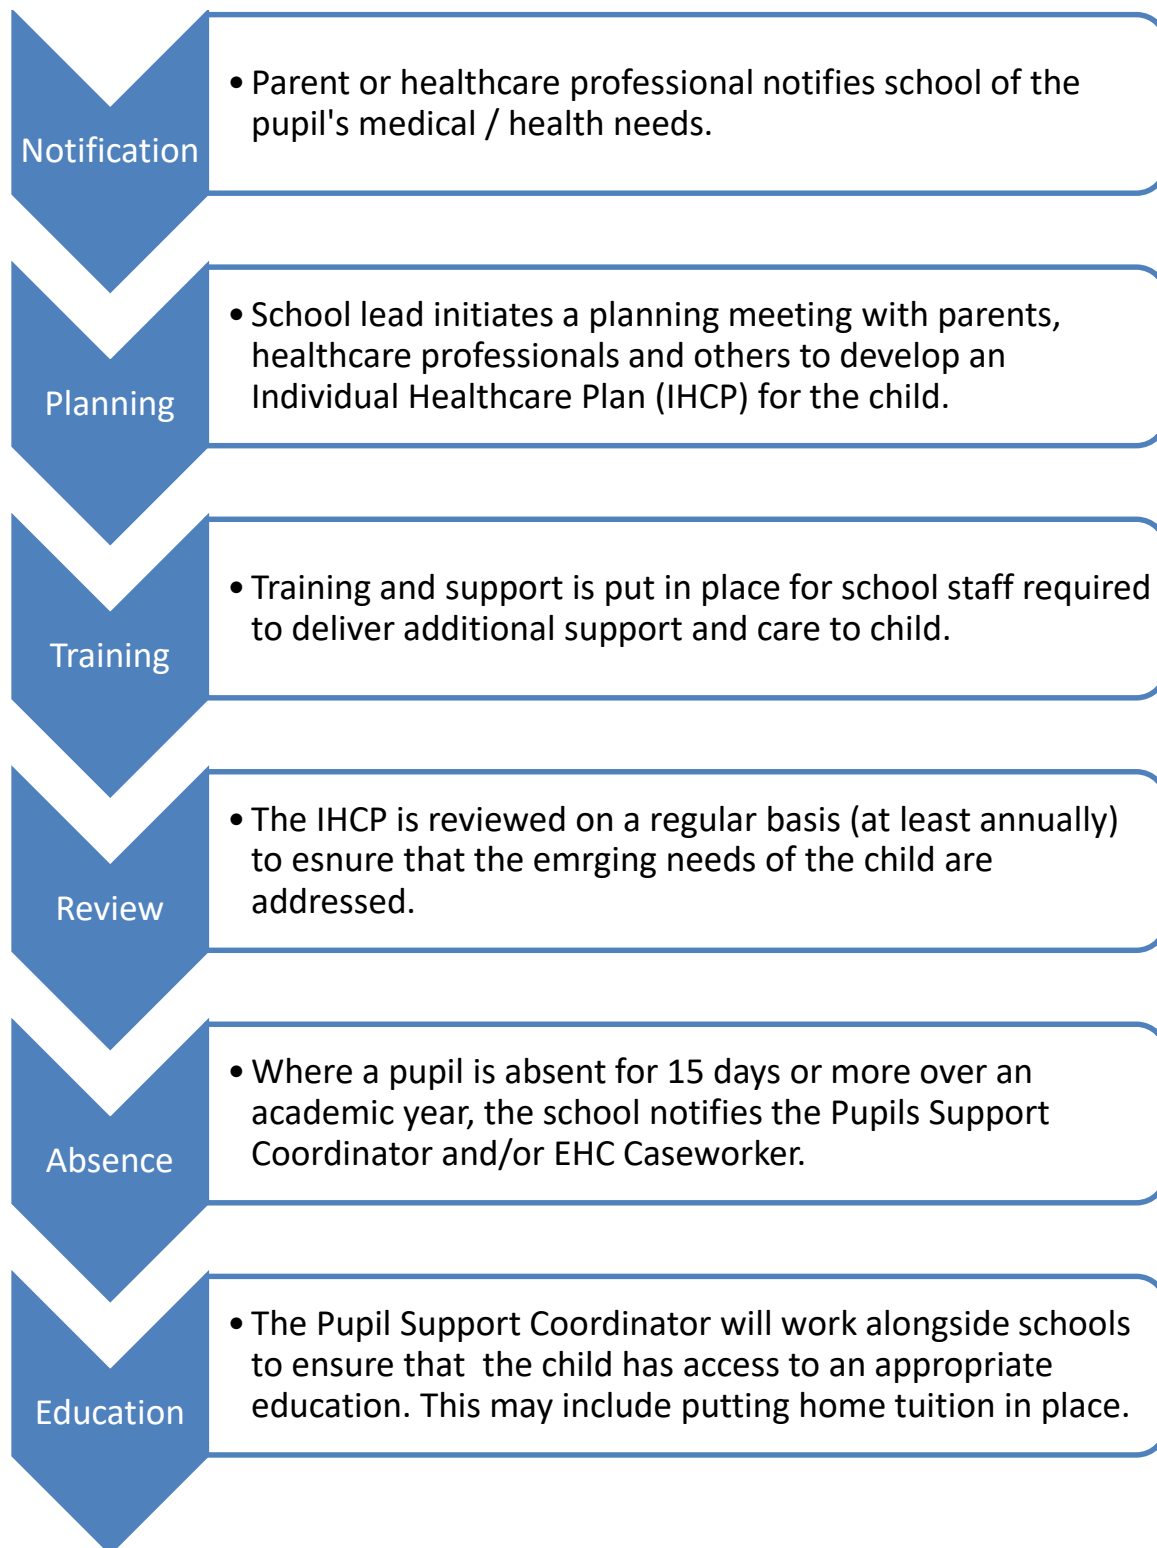 Notification
• Parent or healthcare professional notifies school of the
pupil's medical / health needs.
Planning
• School lead initiates a planning meeting with parents,
healthcare professionals and others to develop an
Individual Healthcare Plan (IHCP) for the child.
Training
• Training and support is put in place for school staff required
to deliver additional support and care to child.
Review
• The IHCP is reviewed on a regular basis (at least annually)
to esnure that the emrging needs of the child are
addressed.
Absence
• Where a pupil is absent for 15 days or more over an
academic year, the school notifies the Pupils Support
Coordinator and/or EHC Caseworker.
Education
• The Pupil Support Coordinator will work alongside schools
to ensure that  the child has access to an appropriate
education. This may include putting home tuition in place.